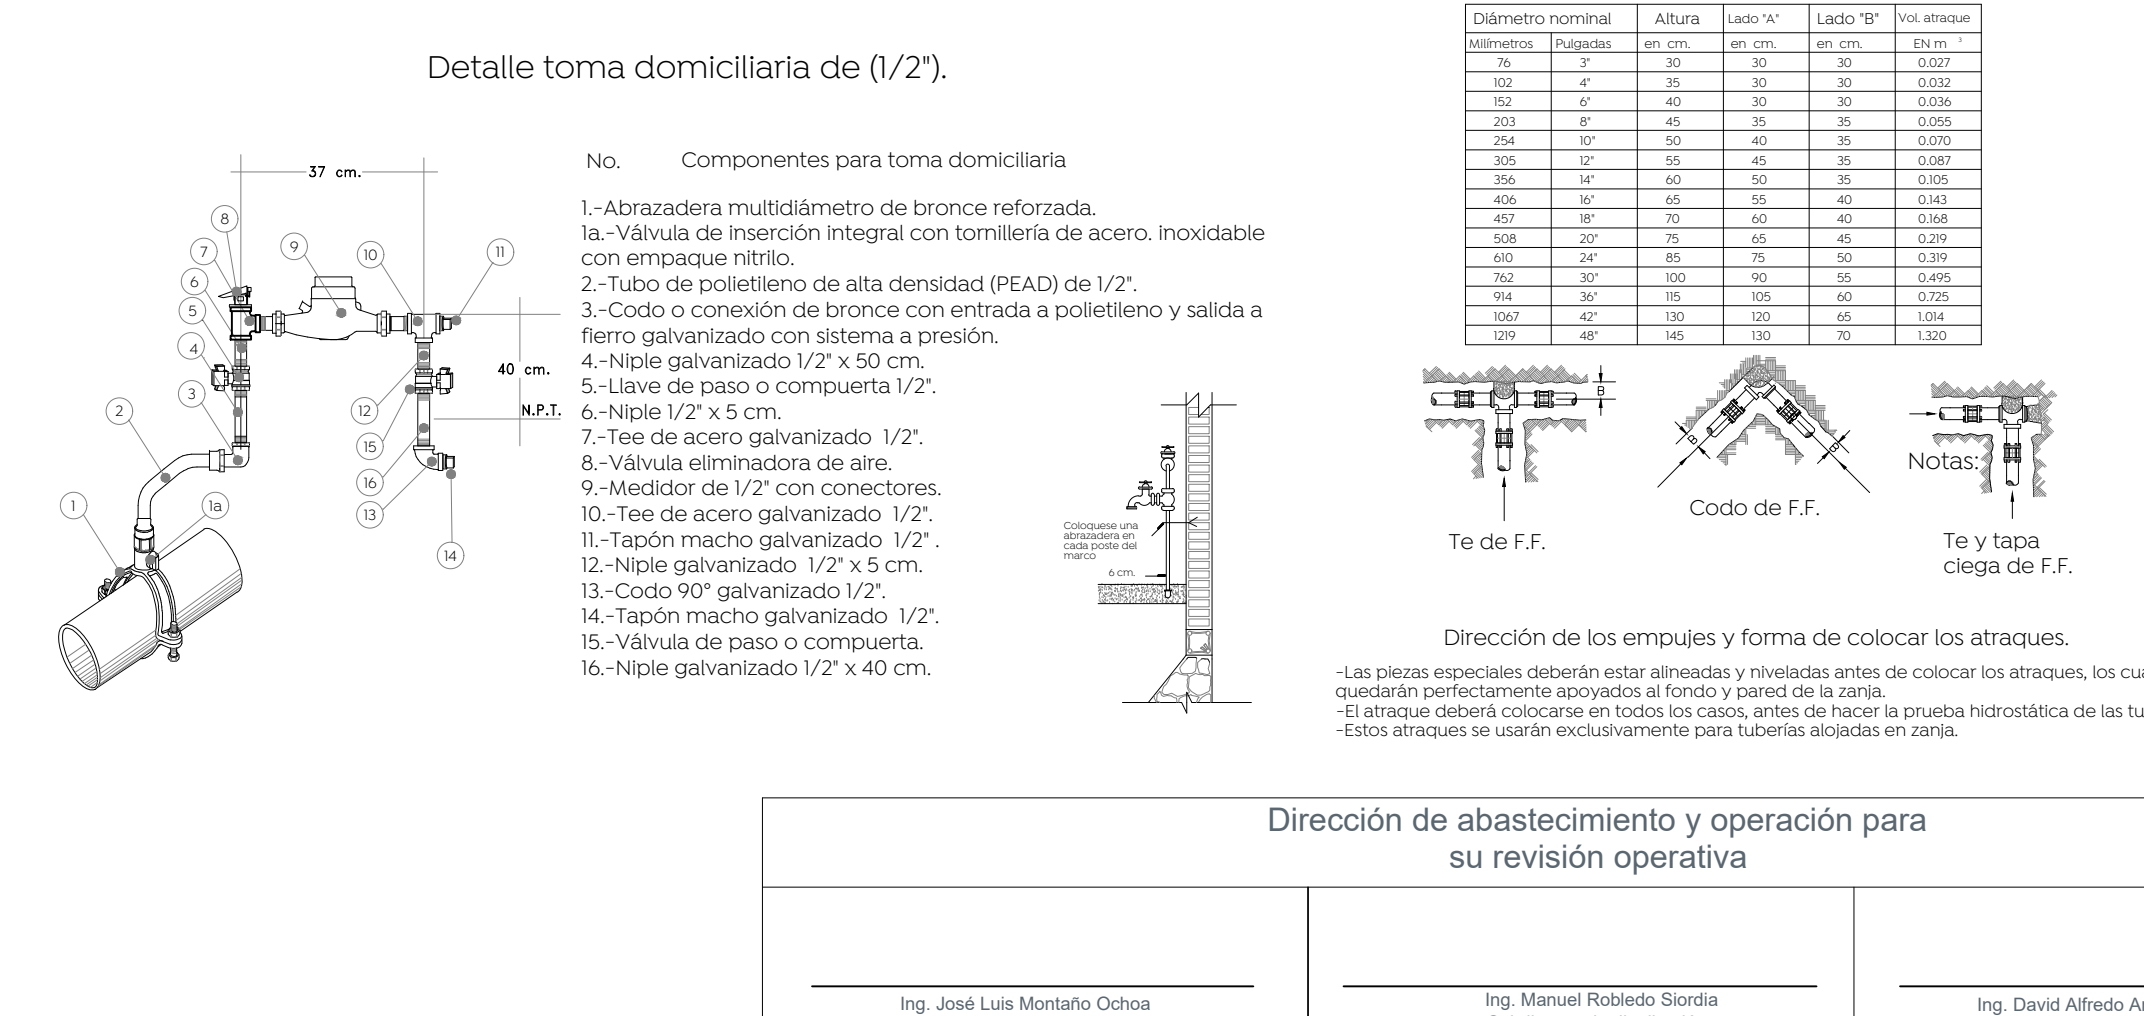 Detalle toma domiciliaria de (1/2").
37 cm.
40 cm.
N.P.T.
8
7
6
5
4
3
2
1
1a
9
10
11
12
15
16
13
14
No. Componentes para toma domiciliaria
1.-Abrazadera multidiámetro de bronce reforzada.
1a.-Válvula de inserción integral con tornillería de acero. inoxidable
con empaque nitrilo.
2.-Tubo de polietileno de alta densidad (PEAD) de 1/2".
3.-Codo o conexión de bronce con entrada a polietileno y salida a
fierro galvanizado con sistema a presión.
4.-Niple galvanizado 1/2" x 50 cm.
5.-Llave de paso o compuerta 1/2".
6.-Niple 1/2" x 5 cm.
7.-Tee de acero galvanizado 1/2".
8.-Válvula eliminadora de aire.
9.-Medidor de 1/2" con conectores.
10.-Tee de acero galvanizado 1/2".
11.-Tapón macho galvanizado 1/2" .
12.-Niple galvanizado 1/2" x 5 cm.
13.-Codo 90° galvanizado 1/2".
14.-Tapón macho galvanizado 1/2".
15.-Válvula de paso o compuerta.
16.-Niple galvanizado 1/2" x 40 cm.
Coloquese una
abrazadera en
cada poste del
marco
6 cm.
Diámetro nominal Altura Lado "A" Lado "B" Vol. atraque
Milímetros Pulgadas en cm. en cm. en cm. EN m 3
76 3" 30 30 30 0.027
102 4" 35 30 30 0.032
152 6" 40 30 30 0.036
203 8" 45 35 35 0.055
254 10" 50 40 35 0.070
305 12" 55 45 35 0.087
356 14" 60 50 35 0.105
406 16" 65 55 40 0.143
457 18" 70 60 40 0.168
508 20" 75 65 45 0.219
610 24" 85 75 50 0.319
762 30" 100 90 55 0.495
914 36" 115 105 60 0.725
1067 42" 130 120 65 1.014
1219 48" 145 130 70 1.320
B
B
B
Notas:
Te de F.F.
Codo de F.F.
Te y tapa
ciega de F.F.
Dirección de los empujes y forma de colocar los atraques.
-Las piezas especiales deberán estar alineadas y niveladas antes de colocar los atraques, los
quedarán perfectamente apoyados al fondo y pared de la zanja.
-El atraque deberá colocarse en todos los casos, antes de hacer la prueba hidrostática de las
-Estos atraques se usarán exclusivamente para tuberías alojadas en zanja.
Dirección de abastecimiento y operación para
su revisión operativa
Ing. José Luis Montaño Ochoa
Ing. Manuel Robledo Siordia
Ing. David Alfredo